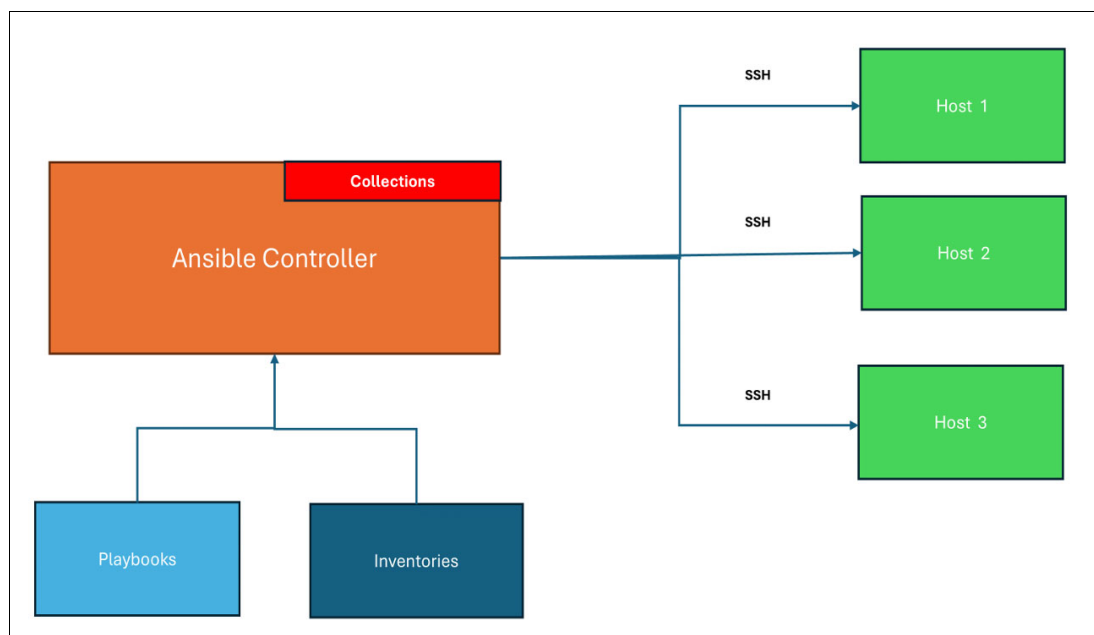 SSH
Host 1
Collections
Ansible Controller
SSH
Host 2
SSH
Host 3
Playbooks
Inventories